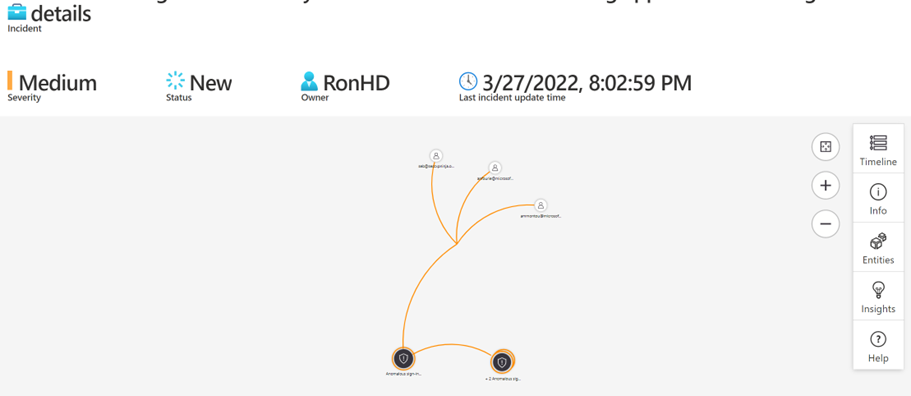 details
Incident
Medium
Severity
New
Status
RonHD
Owner
3/27/2022, 8:02:59 PM
Last incident update time
Timeline
Info
Entities
Insights
Help
Anomalous sign-in...
+ 2 Anomalous sig...